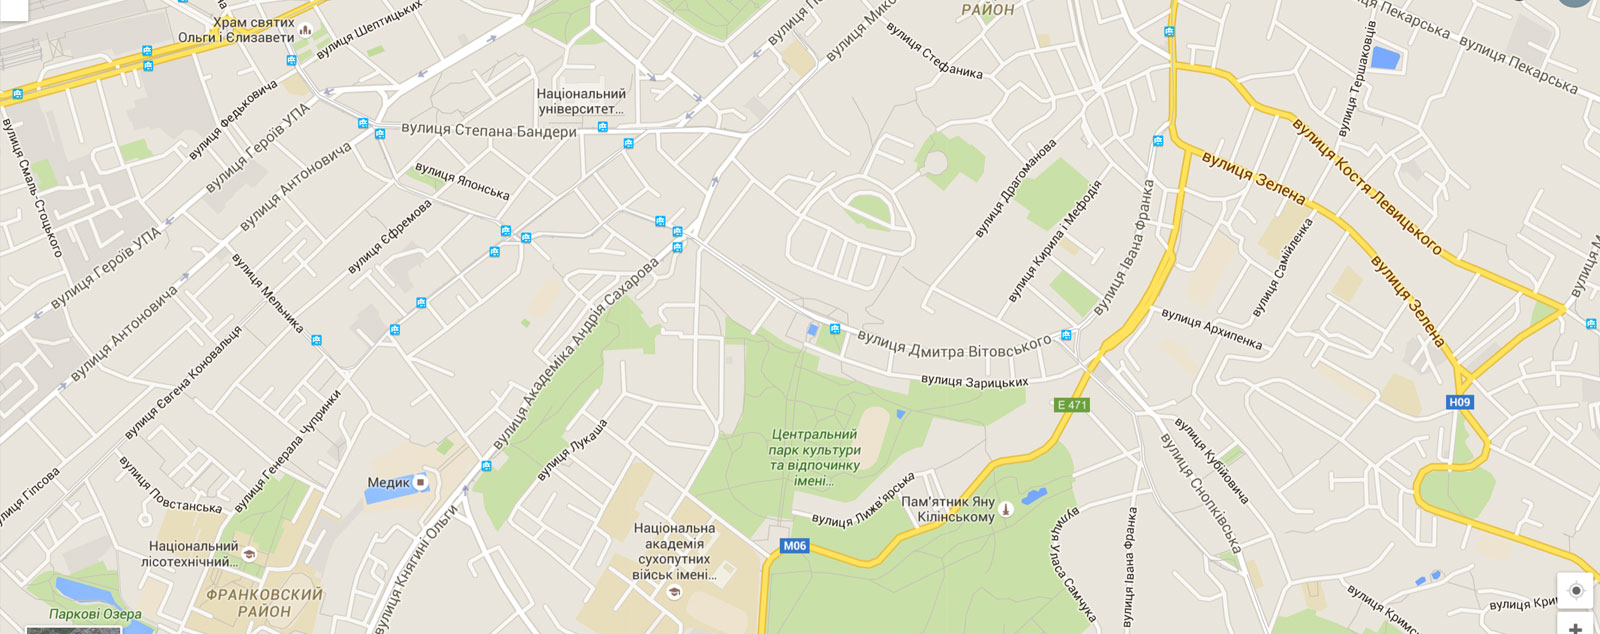 Храм святих
Ольги і Єлизавети
вулиця Шептицьких
вулиця Федьковича
вулиця Героїв УПА
вулиця Антоновича
вулиця Смаль-Стоцького
вулиця Героїв УПА
вулиця Антоновича
Національний
університет...
вулиця Степана Бандери
вулиця Японська
вулиця Єфремова
вулиця Мельника
вулиця Євгена Коновальця
вулиця Генерала Чупринки
вулиця Академіка Андрія Сахарова
вулиця Стефаника
РАЙОН
вулиця Пекарська
вулиця Пекарська
вулиця Тершаковців
вулиця Костя Левицького
вулиця Зелена
вулиця Зелена
вулиця Драгоманова
вулиця Кирила і Мефодія
вулиця Івана Франка
вулиця Самійленка
вулиця Архипенка
вулиця Дмитра Вітовського
вулиця Зарицьких
E 471
H09
вулиця Кубійовича
вулиця Снопківська
Центральний
парк культури
та відпочинку
імені...
вулиця Лижв'ярська
Пам'ятник Яну
Кілінському
M06
вулиця Уласа Самчука
вулиця Івана Франка
вулиця Лукаша
Медик
вулиця Повстанська
Національний
лісотехнічний...
ФРАНКОВСКИЙ
РАЙОН
Паркові Озера
вулиця Княгині Ольги
Національна
академія
сухопутних
військ імені...